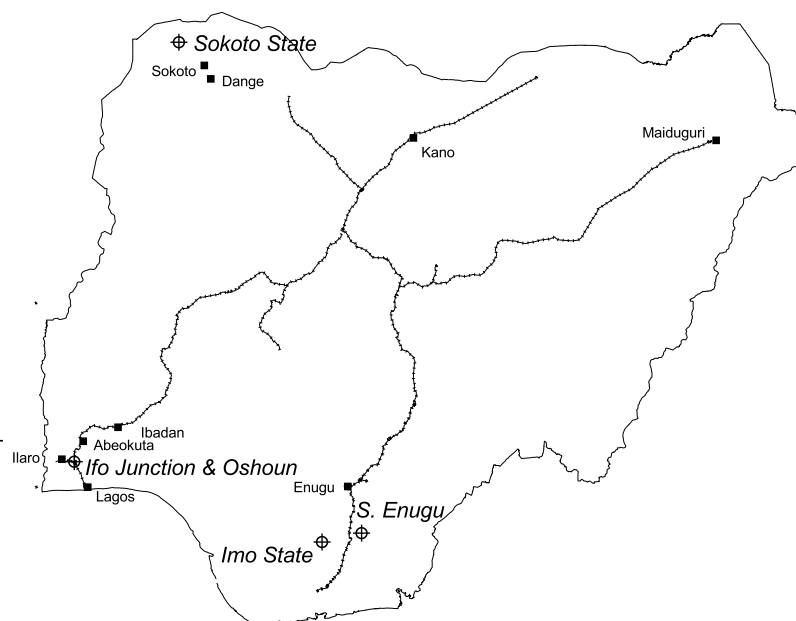 Sokoto State
Sokoto
Dange
Kano
Maiduguri
Ibadan
Abeokuta
Ilaro
Ifo Junction & Oshoun
Lagos
Enugu
S. Enugu
Imo State